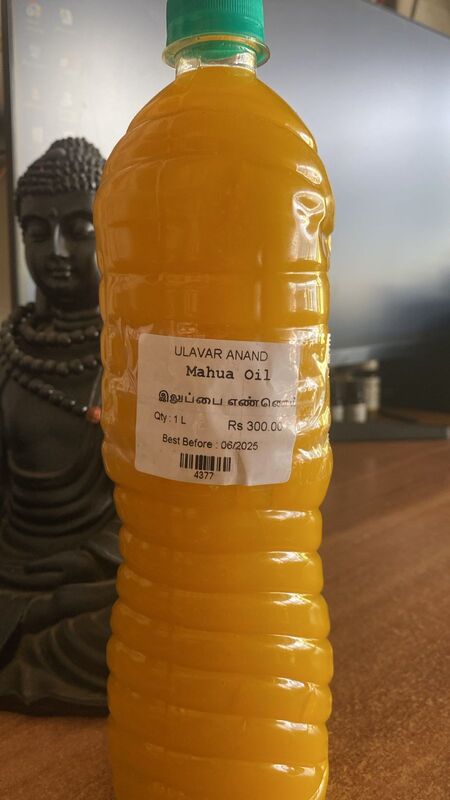 ULAVAR ANAND
Mahua Oil
இலுப்பை எண்ணெய்
Qty : 1 L Rs 300.00
Best Before : 06/2025
4377